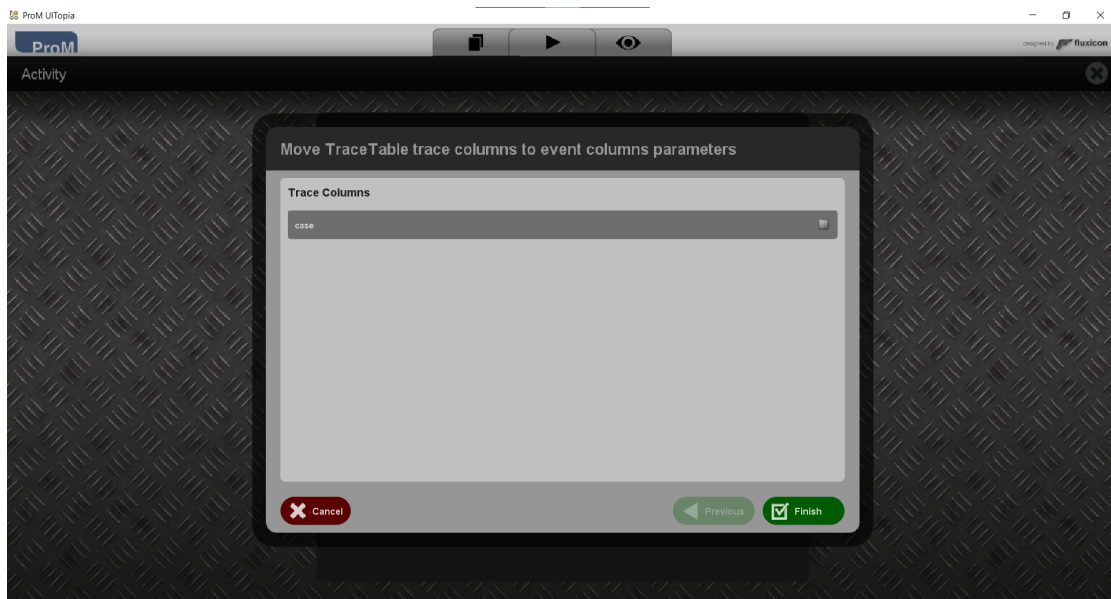 ProM UITopia
ProM
designed by fluxicon
Activity
Move TraceTable trace columns to event columns parameters
Trace Columns
case
Cancel
Previous
Finish